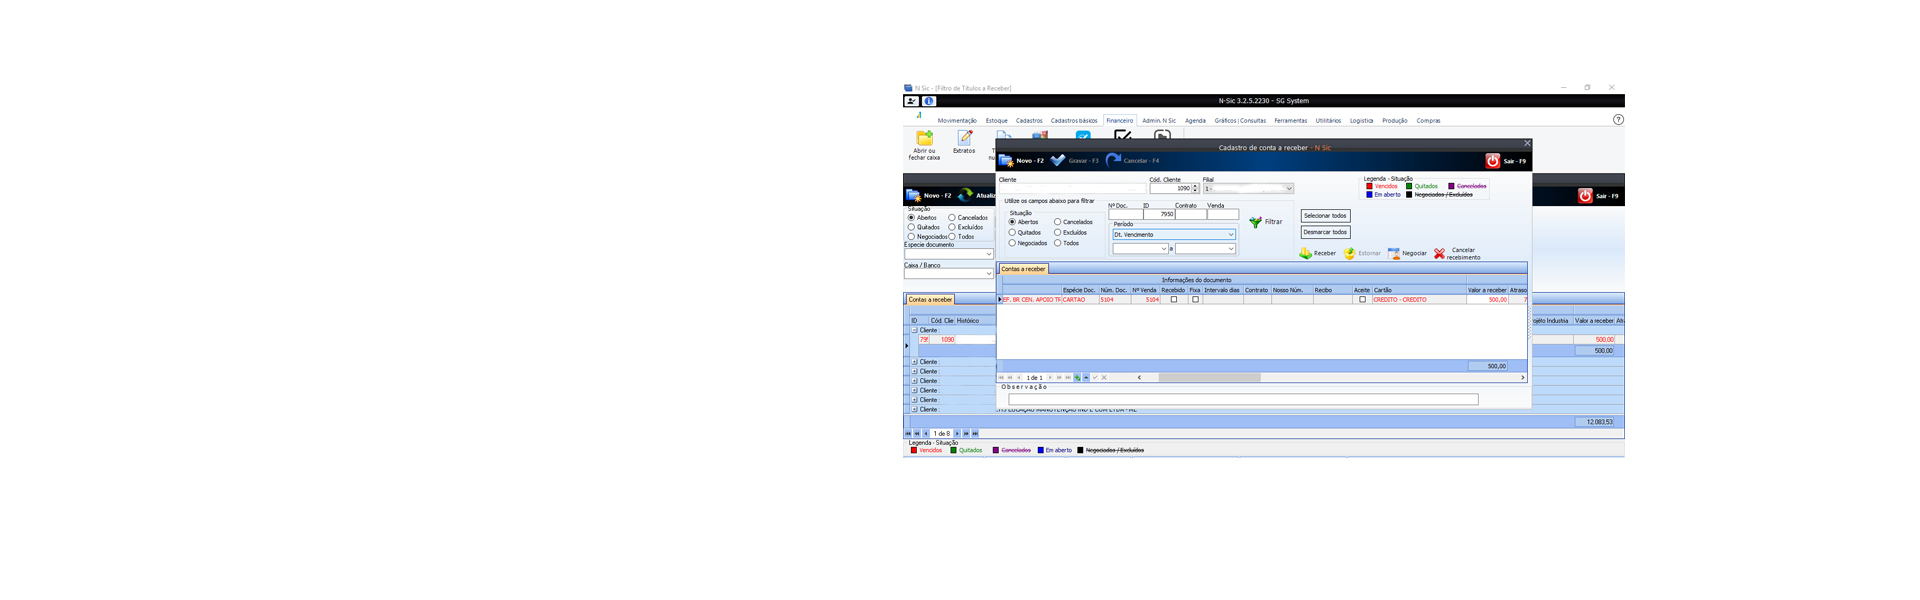 N Sic - [Filtro de Títulos a Receber]
N-Sic 3.2.5.2230 - SG System
Movimentação Estoque Cadastros Cadastros básicos Financeiro Admin. N Sic Agenda Gráficos|Consultas Ferramentas Utilitários Logística Produção Compras
Abrir ou
fechar caixa
Extratos
Cadastro de conta a receber - N Sic
Novo - F2 Gravar - F3 Cancelar - F4 Sair - F9
Novo - F2 Sair - F9
Situação
Abertos Cancelados
Quitados Excluídos
Negociados Todos
Especie documento
Caixa / Banco
Cliente Cód. Cliente Filial
1090 1 -
Legenda - Situação
Vencidos Quitados Cancelados
Em aberto Negociados / Excluídos
Utilize os campos abaixo para filtrar
Situação
Abertos Cancelados
Quitados Excluídos
Negociados Todos
Nº Doc. ID Contrato Venda
7950
Período
Dt. Vencimento
a
Filtrar
Selecionar todos
Desmarcar todos
Receber Estornar Negociar Cancelar
recebimento
Contas a receber
Informações do documento
Espécie Doc. Núm. Doc. Nº Venda Recebido Fixa Intervalo dias Contrato Nosso Núm. Recibo Aceite Cartão Valor a receber Atraso
EF. BR CEN. APOIO TR CARTAO 5104 5104 CREDITO - CREDITO 500,00 7
500,00
1 de 1
Observação
Contas a receber
ID Cód. Clie Histórico Industria Valor a receber
Cliente :
1090 500,00
500,00
Cliente :
Cliente :
Cliente :
Cliente :
Cliente :
Cliente :
12.083,53
1 de 8
Legenda - Situação
Vencidos Quitados Cancelados Em aberto Negociados / Excluídos